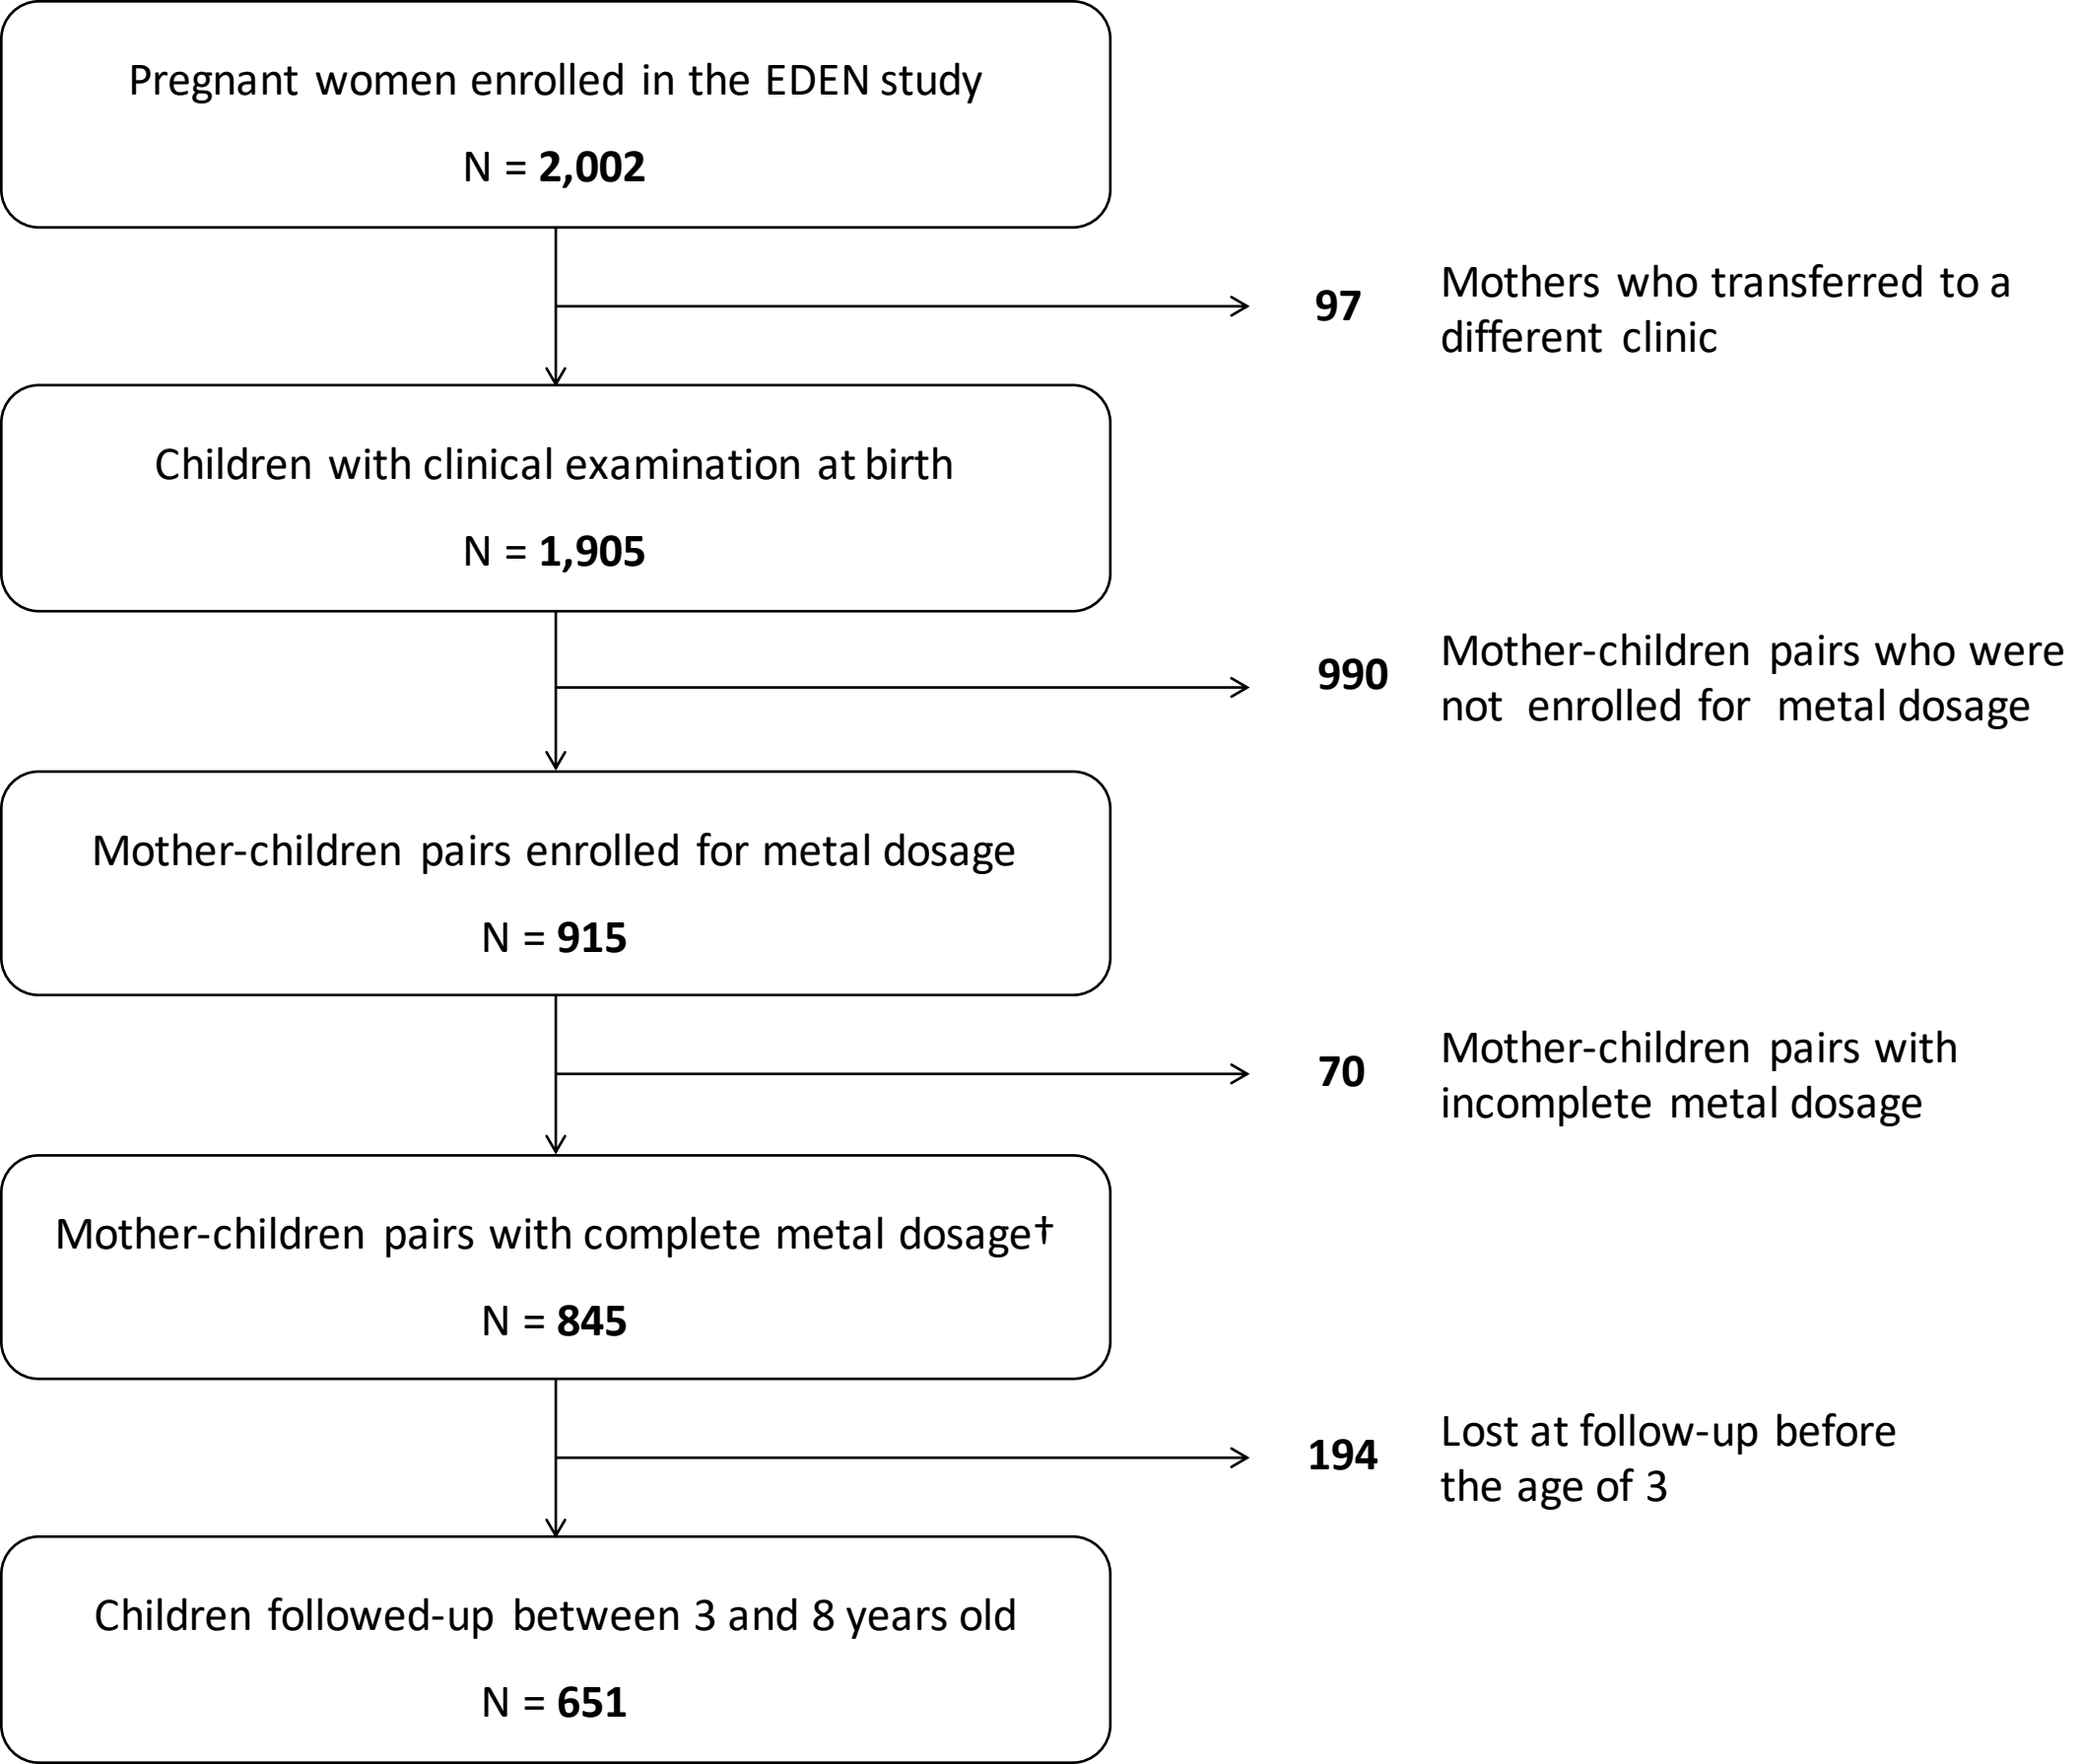 Pregnant women enrolled in the EDEN study
N = 2,002
97
Mothers who transferred to a
different clinic
Children with clinical examination at birth
N = 1,905
990
Mother-children pairs who were
not enrolled for metal dosage
Mother-children pairs enrolled for metal dosage
N = 915
70
Mother-children pairs with
incomplete metal dosage
Mother-children pairs with complete metal dosage†
N = 845
194
Lost at follow-up before
the age of 3
Children followed-up between 3 and 8 years old
N = 651